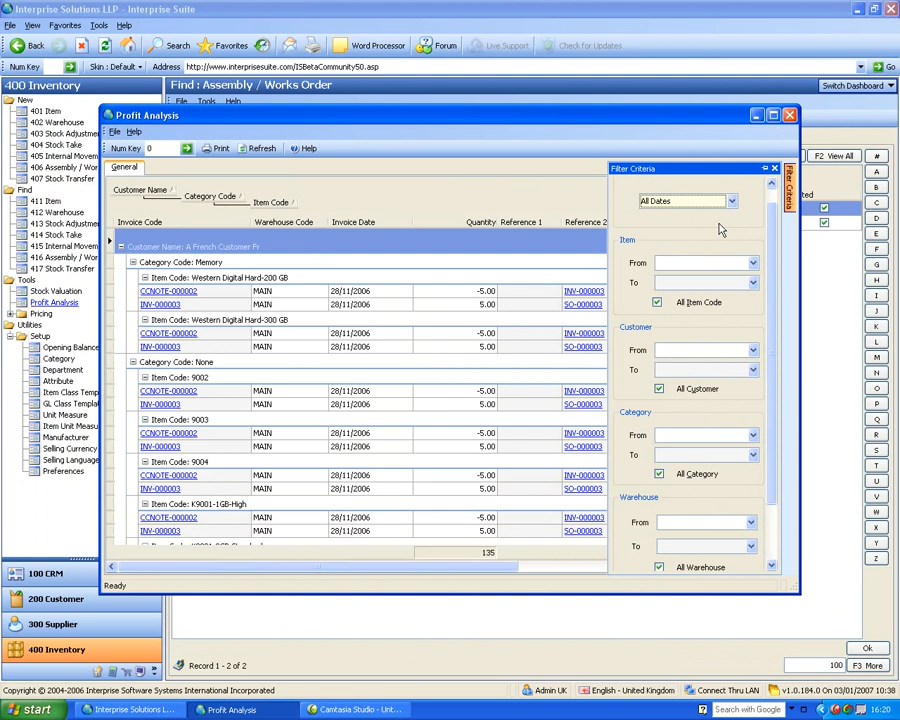 Interprise Solutions LLP - Interprise Suite
File View Favorites Tools Help
Back Search Favorites Word Processor Forum Live Support Check for Updates
Num Key Skin : Default Address http://www.interprisesuite.com/ISBetaCommunity50.asp Go
400 Inventory
Find : Assembly / Works Order
Switch Dashboard
File Tools Help
New
401 Item
402 Warehouse
403 Stock Adjustme
404 Stock Take
405 Internal Movem
406 Assembly / Wo
407 Stock Transfer
Find
411 Item
412 Warehouse
413 Stock Adjustme
414 Stock Take
415 Internal Movem
416 Assembly / Wo
417 Stock Transfer
Tools
Stock Valuation
Profit Analysis
Pricing
Utilities
Setup
Opening Balance
Category
Department
Attribute
Item Class Templ
GL Class Templa
Unit Measure
Item Unit Measu
Manufacturer
Selling Currency
Selling Language
Preferences
100 CRM
200 Customer
300 Supplier
400 Inventory
Profit Analysis
File Help
Num Key 0 Print Refresh Help
General
Customer Name
Category Code
Item Code
Invoice Code Warehouse Code Invoice Date Quantity Reference 1 Reference 2
Customer Name: A French Customer Fr
Category Code: Memory
Item Code: Western Digital Hard-200 GB
CCNOTE-000002 MAIN 28/11/2006 -5.00 INV-000003
INV-000003 MAIN 28/11/2006 5.00 SO-000003
Item Code: Western Digital Hard-300 GB
CCNOTE-000002 MAIN 28/11/2006 -5.00 INV-000003
INV-000003 MAIN 28/11/2006 5.00 SO-000003
Category Code: None
Item Code: 9002
CCNOTE-000002 MAIN 28/11/2006 -5.00 INV-000003
INV-000003 MAIN 28/11/2006 5.00 SO-000003
Item Code: 9003
CCNOTE-000002 MAIN 28/11/2006 -5.00 INV-000003
INV-000003 MAIN 28/11/2006 5.00 SO-000003
Item Code: 9004
CCNOTE-000002 MAIN 28/11/2006 -5.00 INV-000003
INV-000003 MAIN 28/11/2006 5.00 SO-000003
Item Code: K9001-1GB-High
CCNOTE-000002 MAIN 28/11/2006 -5.00 INV-000003
INV-000003 MAIN 28/11/2006 5.00 SO-000003
135
Ready
Filter Criteria
Filter Criteria
All Dates
Item
From
To
All Item Code
Customer
From
To
All Customer
Category
From
To
All Category
Warehouse
From
To
All Warehouse
F2 View All
ted
#
A
B
C
D
E
F
G
H
I
J
K
L
M
N
O
P
Q
R
S
T
U
V
W
X
Y
Z
Ok
Record 1 - 2 of 2 100 F3 More
Copyright © 2004-2006 Interprise Software Systems International Incorporated Admin UK English - United Kingdom Connect Thru LAN v1.0.184.0 On 03/01/2007 10:38
start Interprise Solutions L... Profit Analysis Camtasia Studio - Unt... Search with Google 16:20